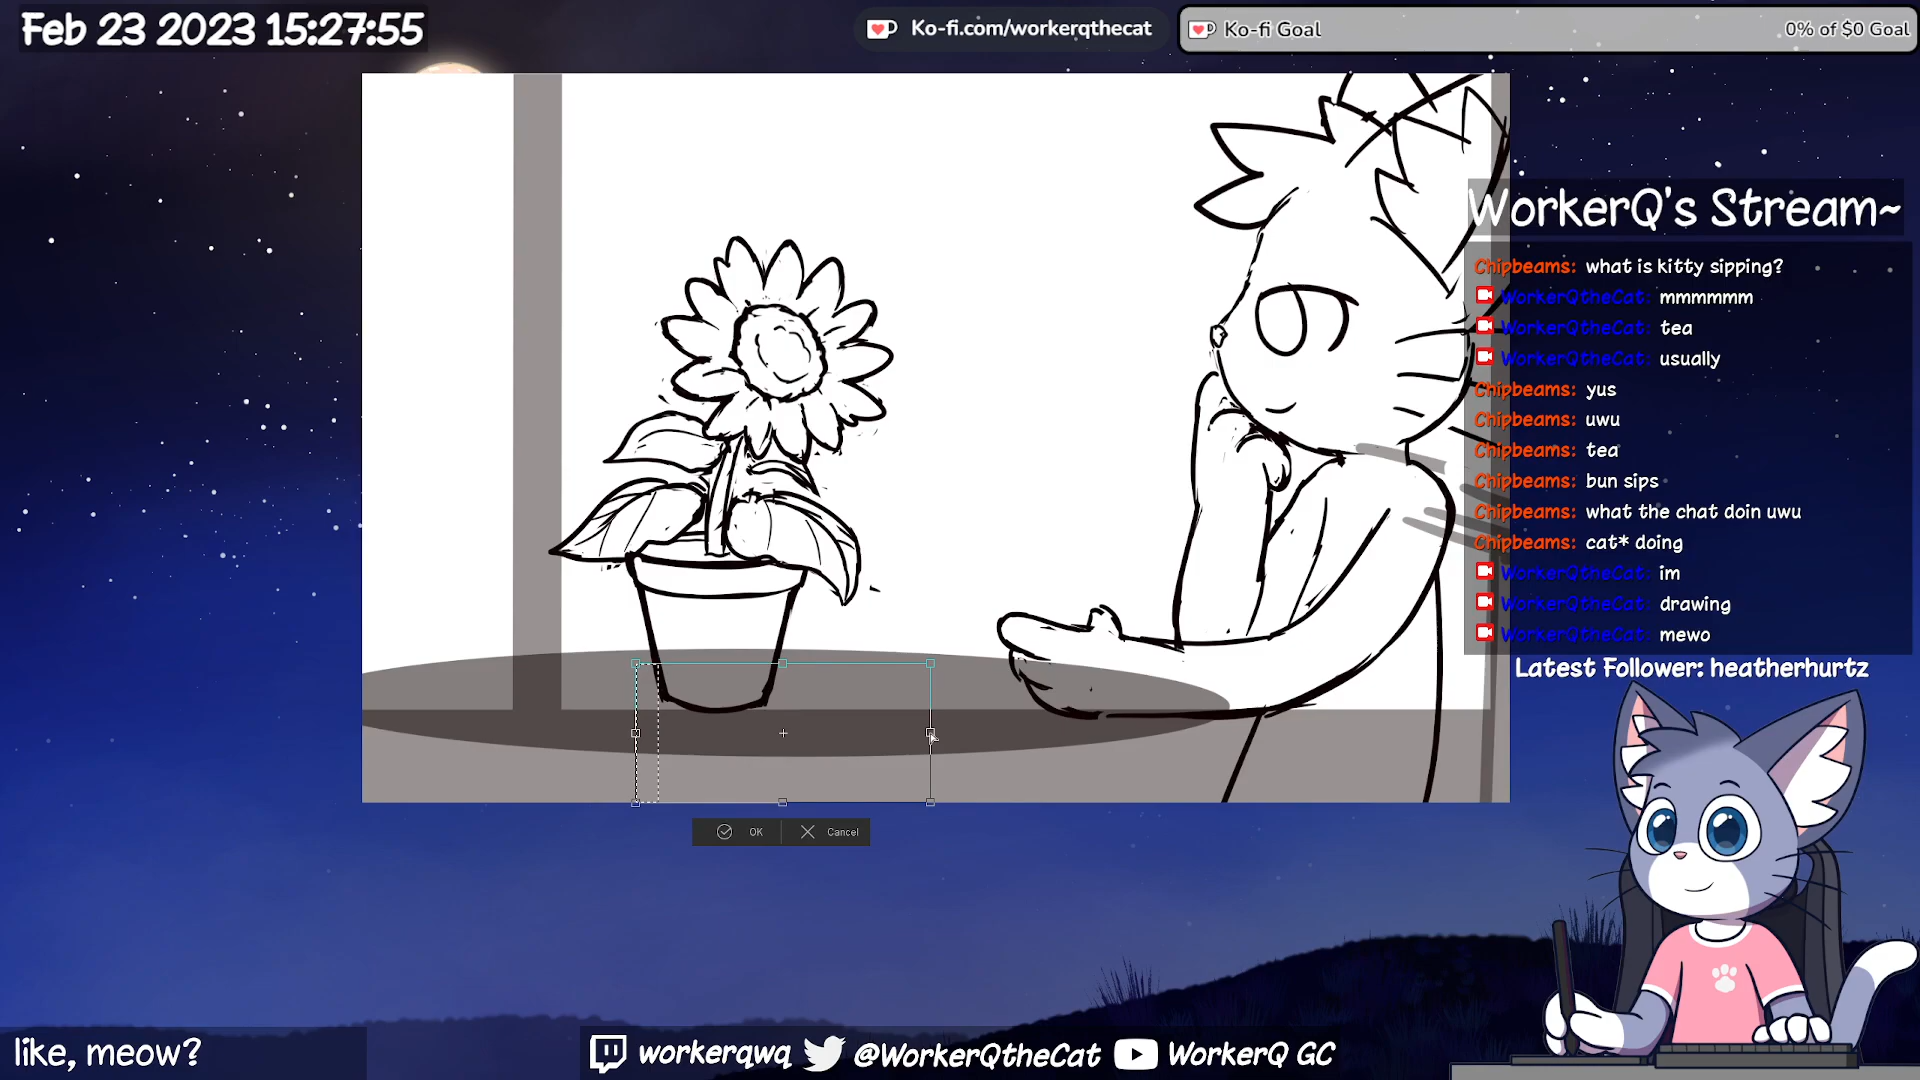 Feb 23 2023 15:27:55
Ko-fi.com/workerqthecat
Ko-fi Goal
0% of $0 Goal
WorkerQ's Stream~
Chipbeams: what is kitty sipping?
WorkerQtheCat: mmmmmm
WorkerQtheCat: tea
WorkerQtheCat: usually
Chipbeams: yus
Chipbeams: uwu
Chipbeams: tea
Chipbeams: bun sips
Chipbeams: what the chat doin uwu
Chipbeams: cat* doing
WorkerQtheCat: im
WorkerQtheCat: drawing
WorkerQtheCat: mewo
Latest Follower: heatherhurtz
OK
Cancel
like, meow?
workerqwq
@WorkerQtheCat
WorkerQ GC